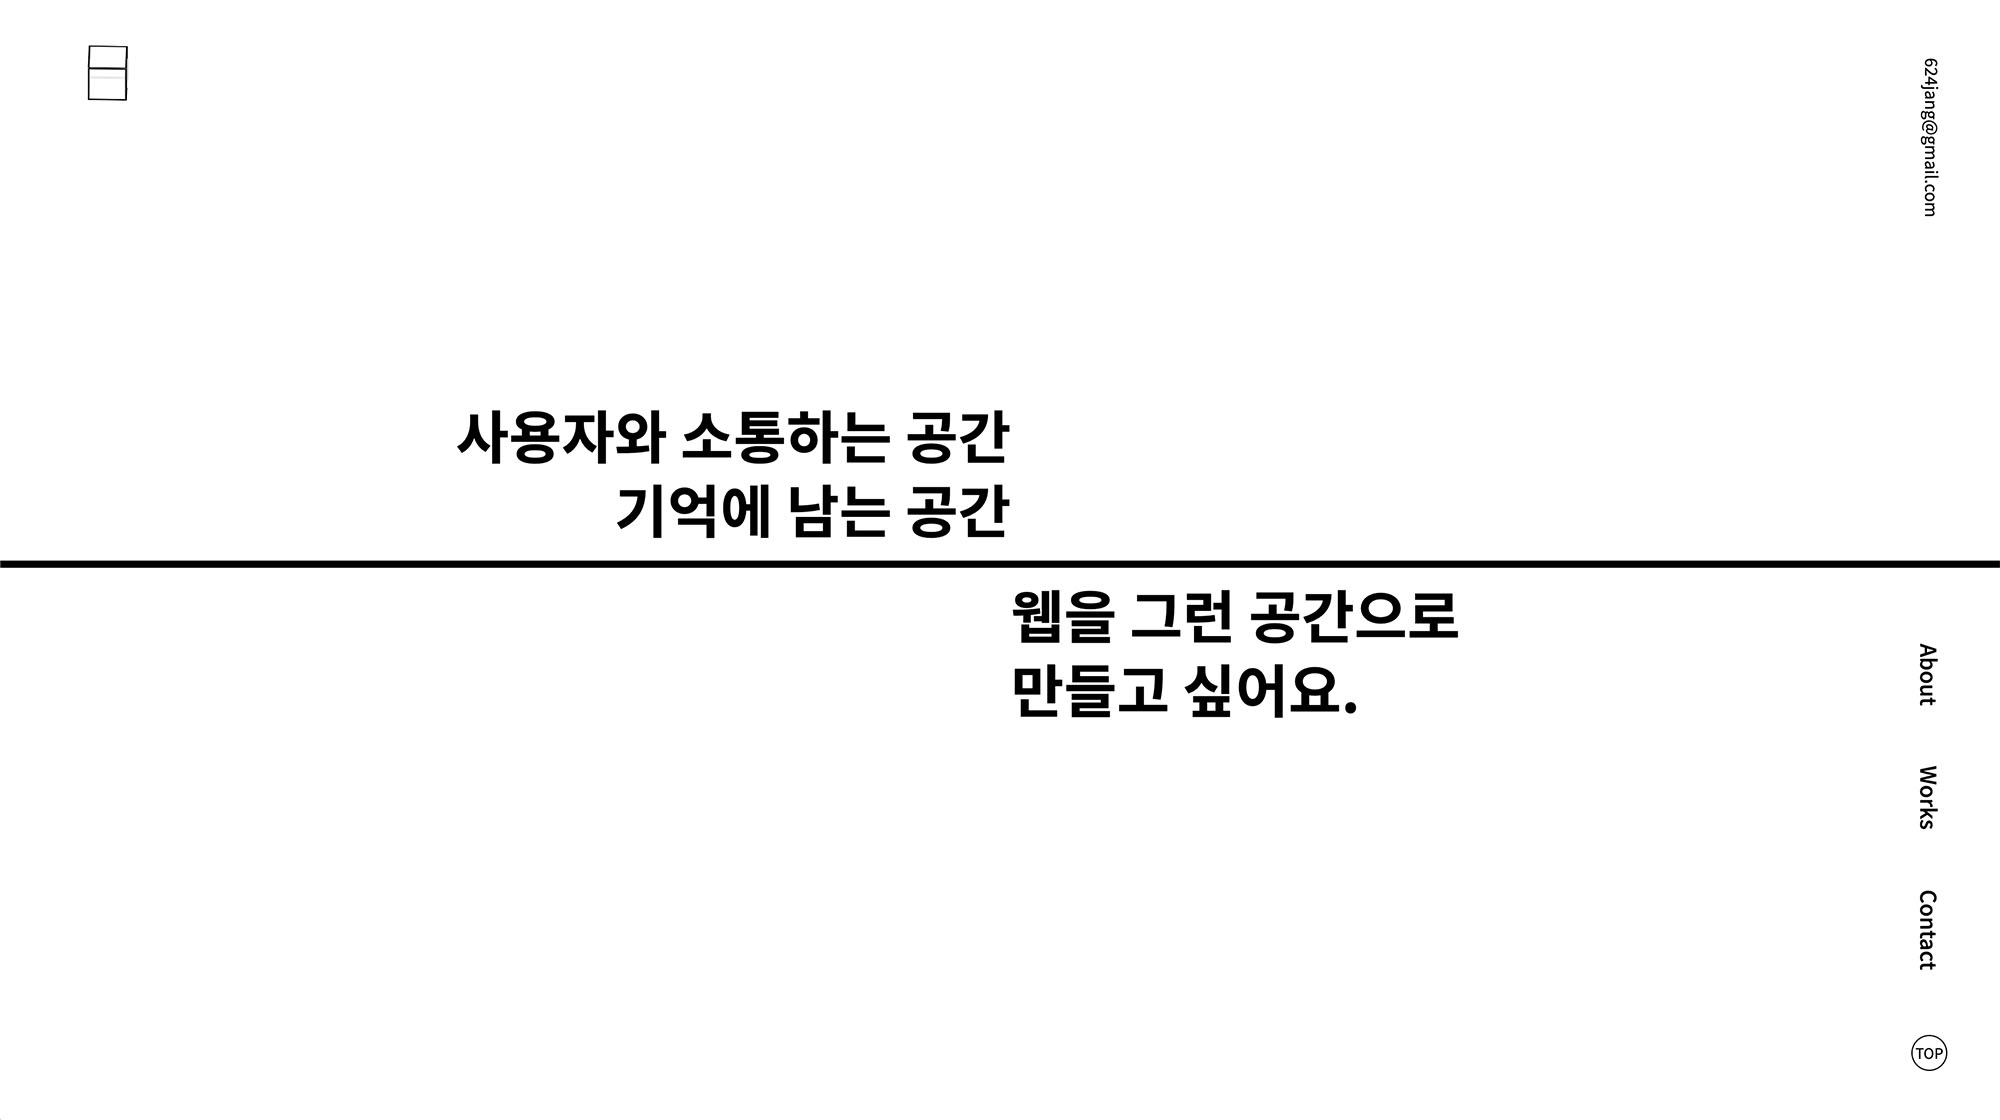 624jang@gmail.com
사용자와 소통하는 공간
기억에 남는 공간
웹을 그런 공간으로
만들고 싶어요.
About
Works
Contact
TOP